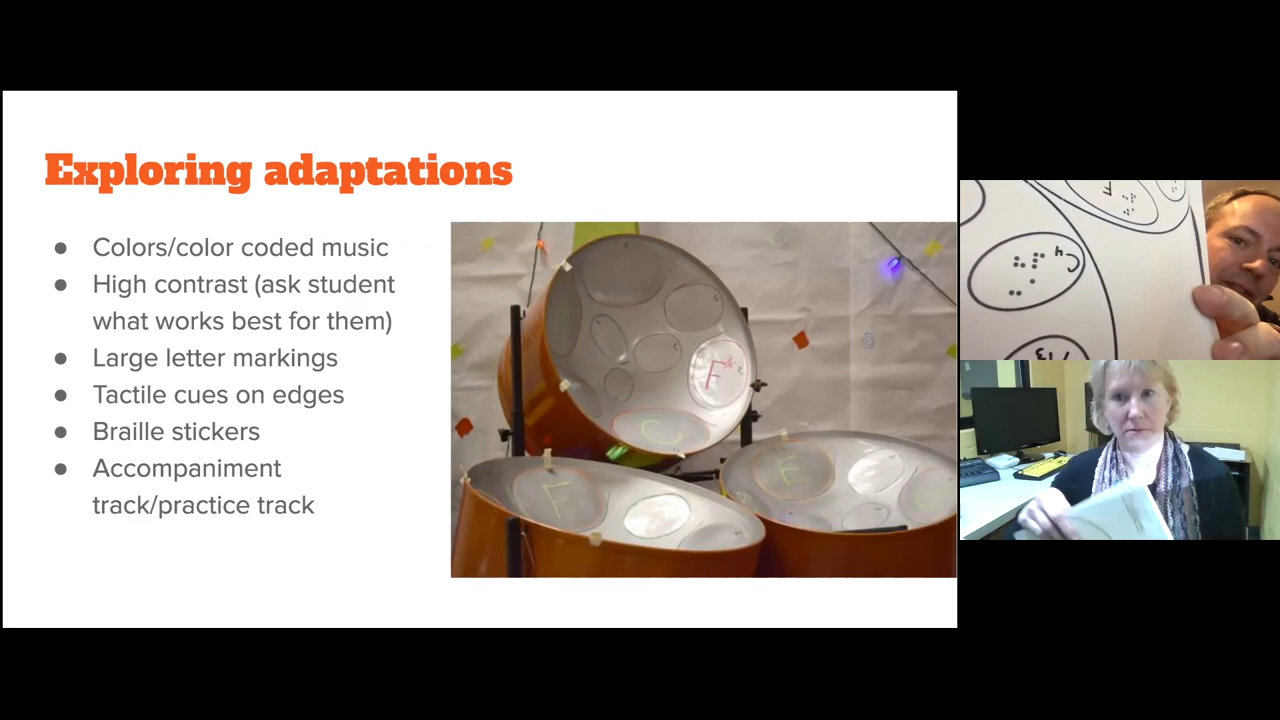 Exploring adaptations
● Colors/color coded music
● High contrast (ask student
what works best for them)
● Large letter markings
● Tactile cues on edges
● Braille stickers
● Accompaniment
track/practice track
F#
C
E